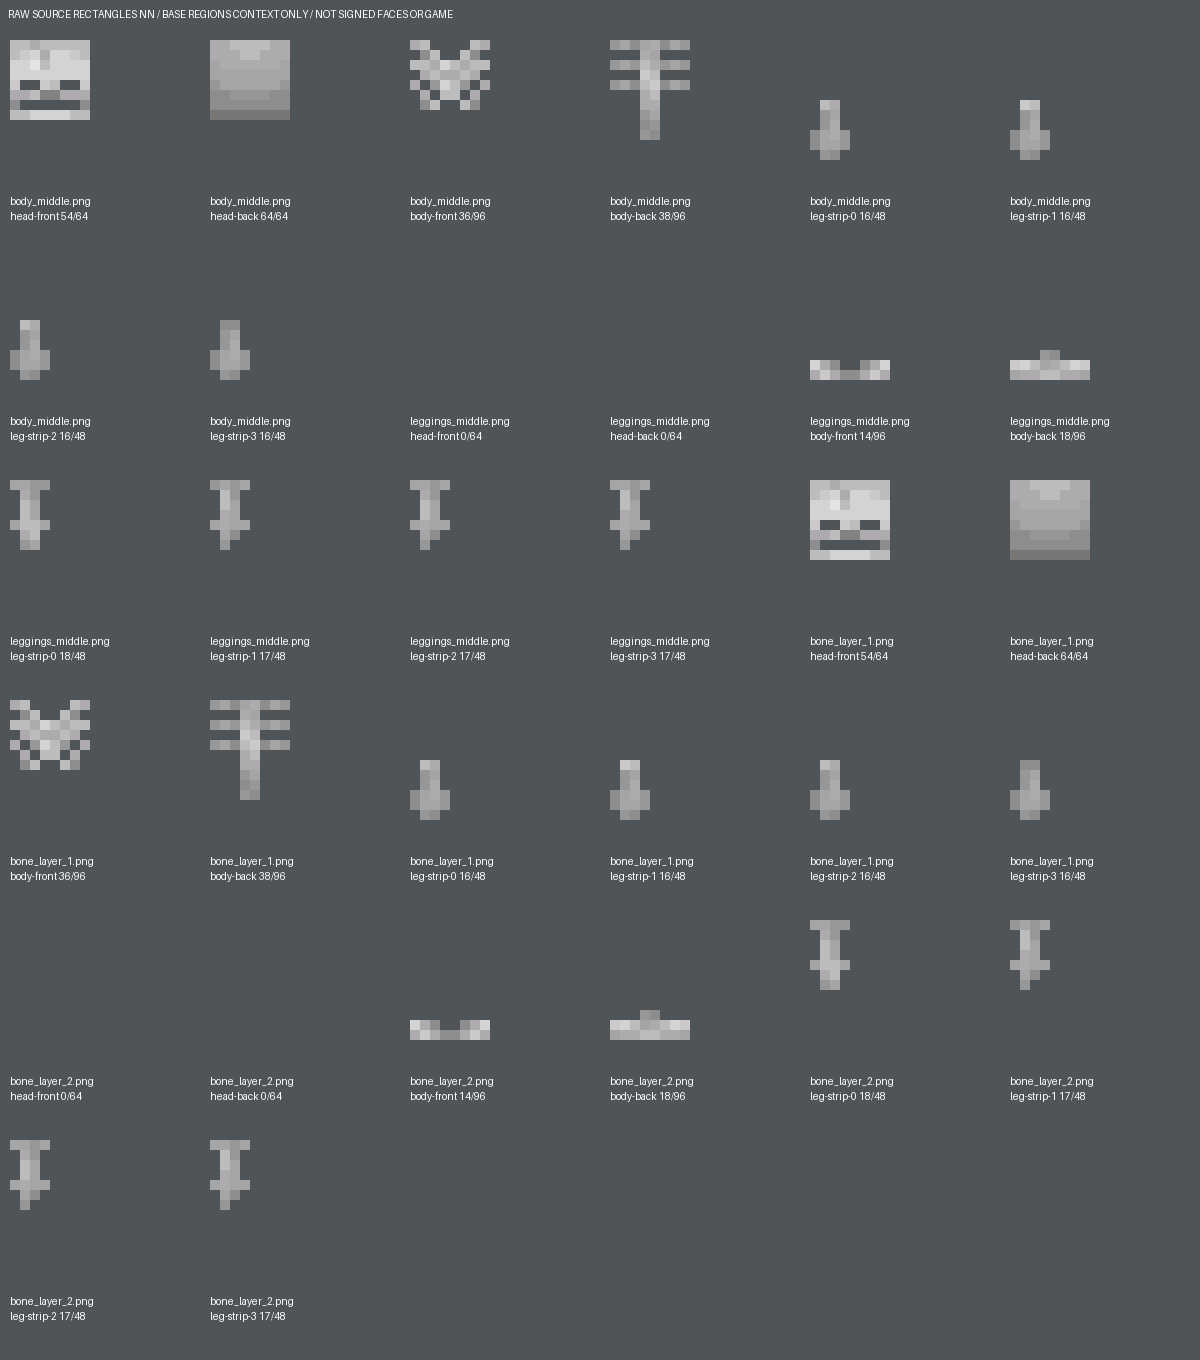 RAW SOURCE RECTANGLES NN / BASE REGIONS CONTEXT ONLY / NOT SIGNED FACES OR GAME
body_middle.png
head-front 54/64
body_middle.png
head-back 64/64
body_middle.png
body-front 36/96
body_middle.png
body-back 38/96
body_middle.png
leg-strip-0 16/48
body_middle.png
leg-strip-1 16/48
body_middle.png
leg-strip-2 16/48
body_middle.png
leg-strip-3 16/48
leggings_middle.png
head-front 0/64
leggings_middle.png
head-back 0/64
leggings_middle.png
body-front 14/96
leggings_middle.png
body-back 18/96
leggings_middle.png
leg-strip-0 18/48
leggings_middle.png
leg-strip-1 17/48
leggings_middle.png
leg-strip-2 17/48
leggings_middle.png
leg-strip-3 17/48
bone_layer_1.png
head-front 54/64
bone_layer_1.png
head-back 64/64
bone_layer_1.png
body-front 36/96
bone_layer_1.png
body-back 38/96
bone_layer_1.png
leg-strip-0 16/48
bone_layer_1.png
leg-strip-1 16/48
bone_layer_1.png
leg-strip-2 16/48
bone_layer_1.png
leg-strip-3 16/48
bone_layer_2.png
head-front 0/64
bone_layer_2.png
head-back 0/64
bone_layer_2.png
body-front 14/96
bone_layer_2.png
body-back 18/96
bone_layer_2.png
leg-strip-0 18/48
bone_layer_2.png
leg-strip-1 17/48
bone_layer_2.png
leg-strip-2 17/48
bone_layer_2.png
leg-strip-3 17/48